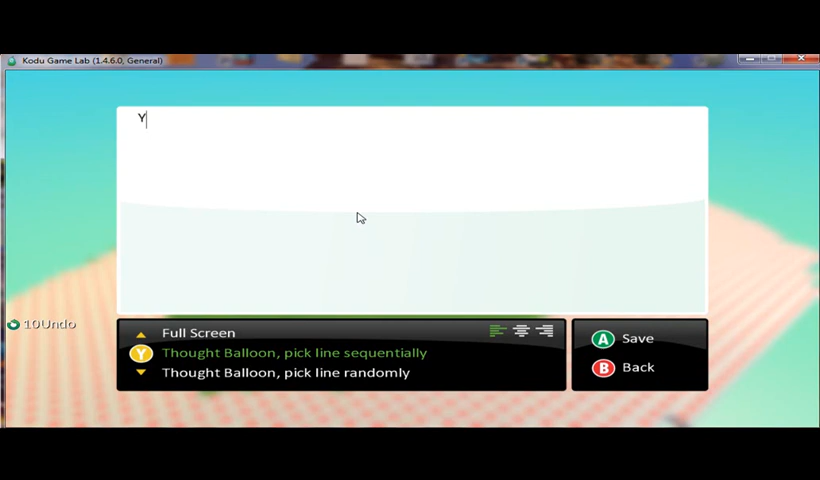 Kodu Game Lab (1.4.6.0, General)
Y
10Undo
Full Screen
Y Thought Balloon, pick line sequentially
Thought Balloon, pick line randomly
A Save
B Back